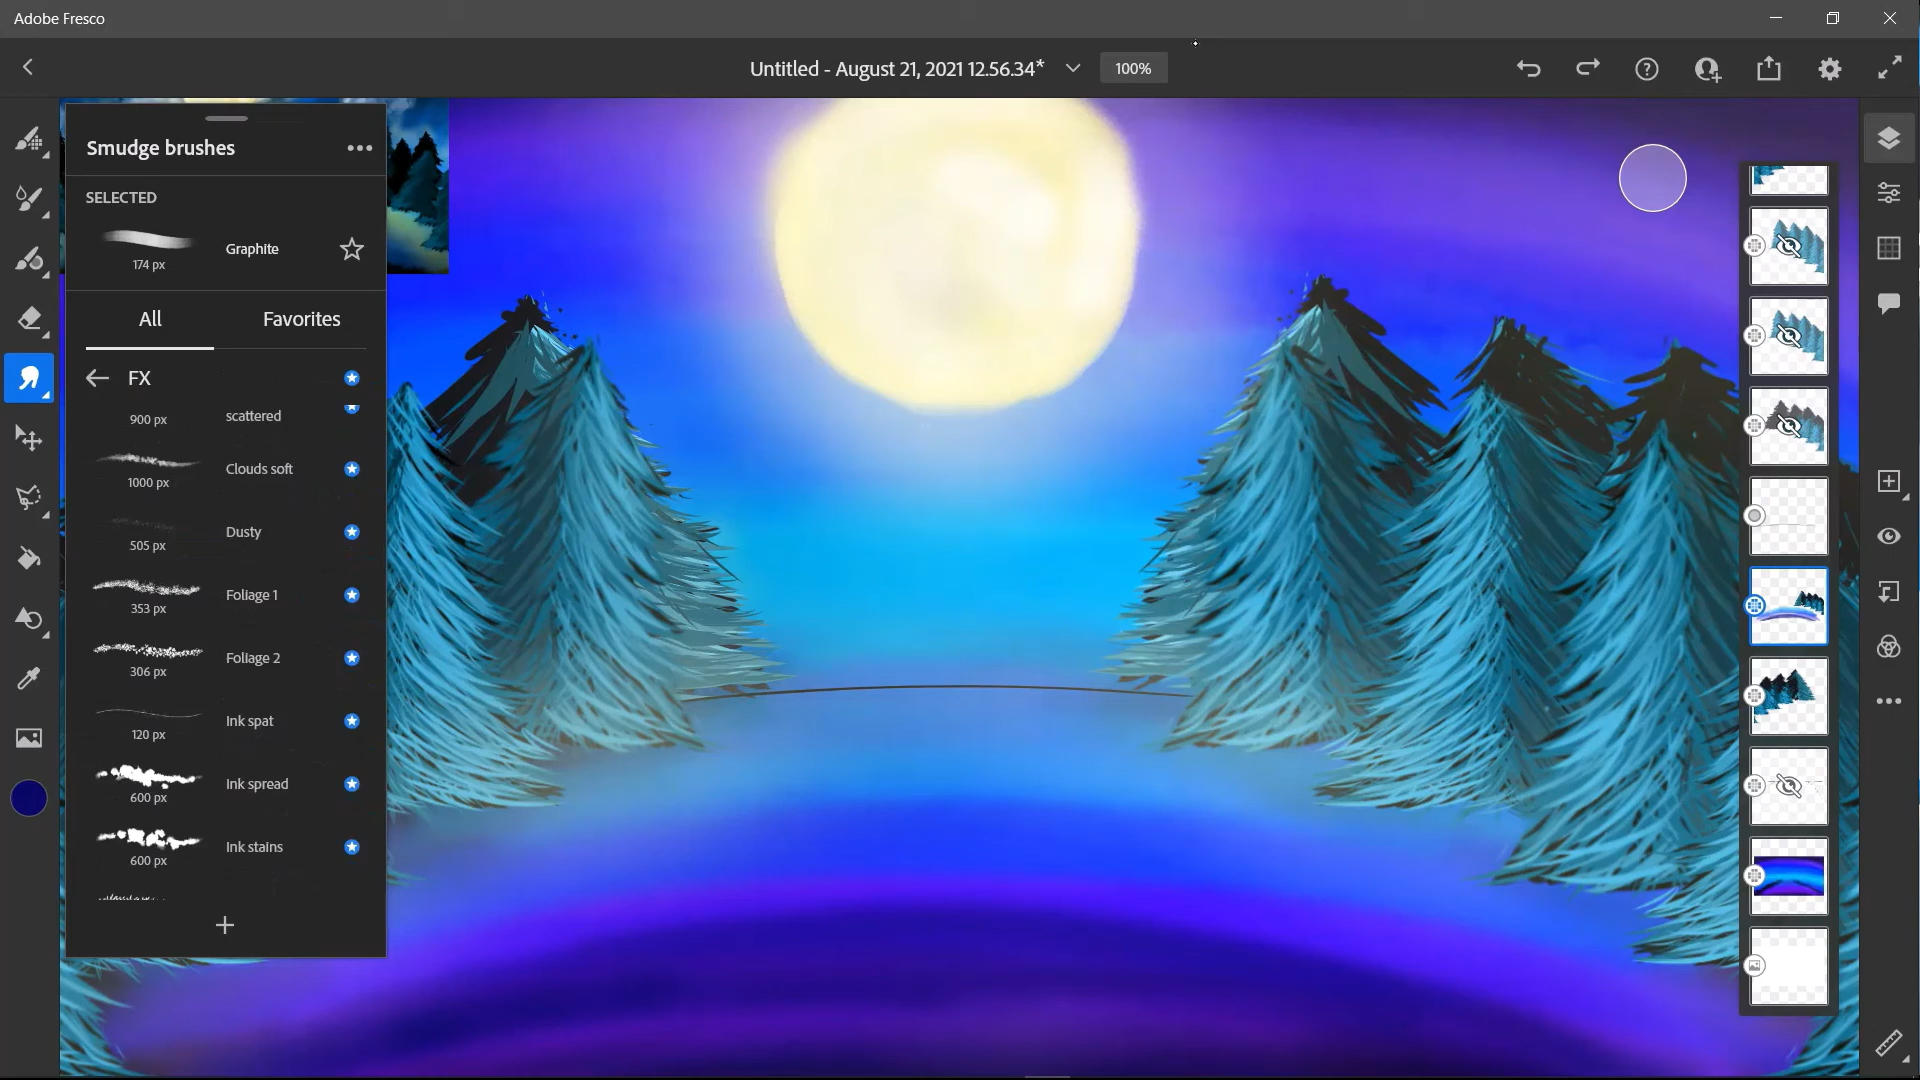 Adobe Fresco
Untitled - August 21, 2021 12.56.34*
100%
Smudge brushes
SELECTED
Graphite
174 px
All
Favorites
FX
scattered
900 px
Clouds soft
1000 px
Dusty
505 px
Foliage 1
353 px
Foliage 2
306 px
Ink spat
120 px
Ink spread
600 px
Ink stains
600 px